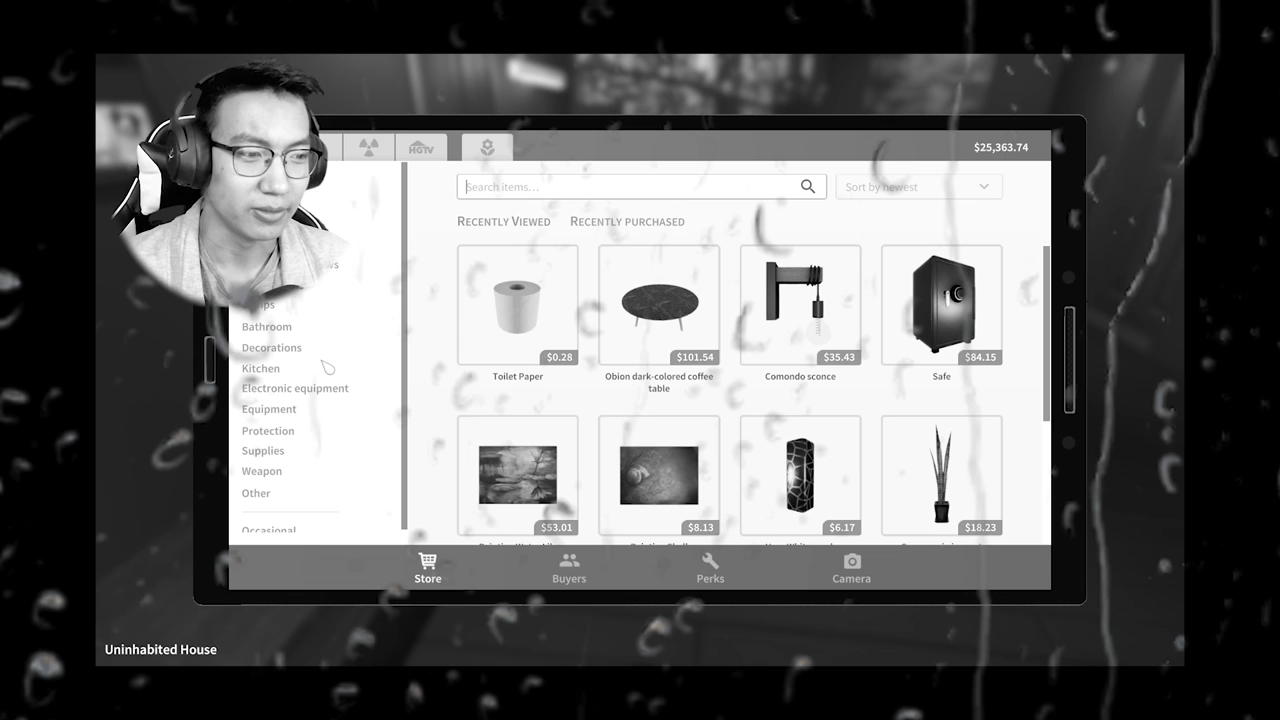 HGTV
$25,363.74
Search items...
Sort by newest
RECENTLY VIEWED RECENTLY PURCHASED
$0.28
$101.54
$35.43
$84.15
Toilet Paper
Obion dark-colored coffee
table
Comondo sconce
Safe
Bathroom
Decorations
Kitchen
Electronic equipment
Equipment
Protection
Supplies
Weapon
Other
Occasional
$53.01
$8.13
$6.17
$18.23
Store
Buyers
Perks
Camera
Uninhabited House